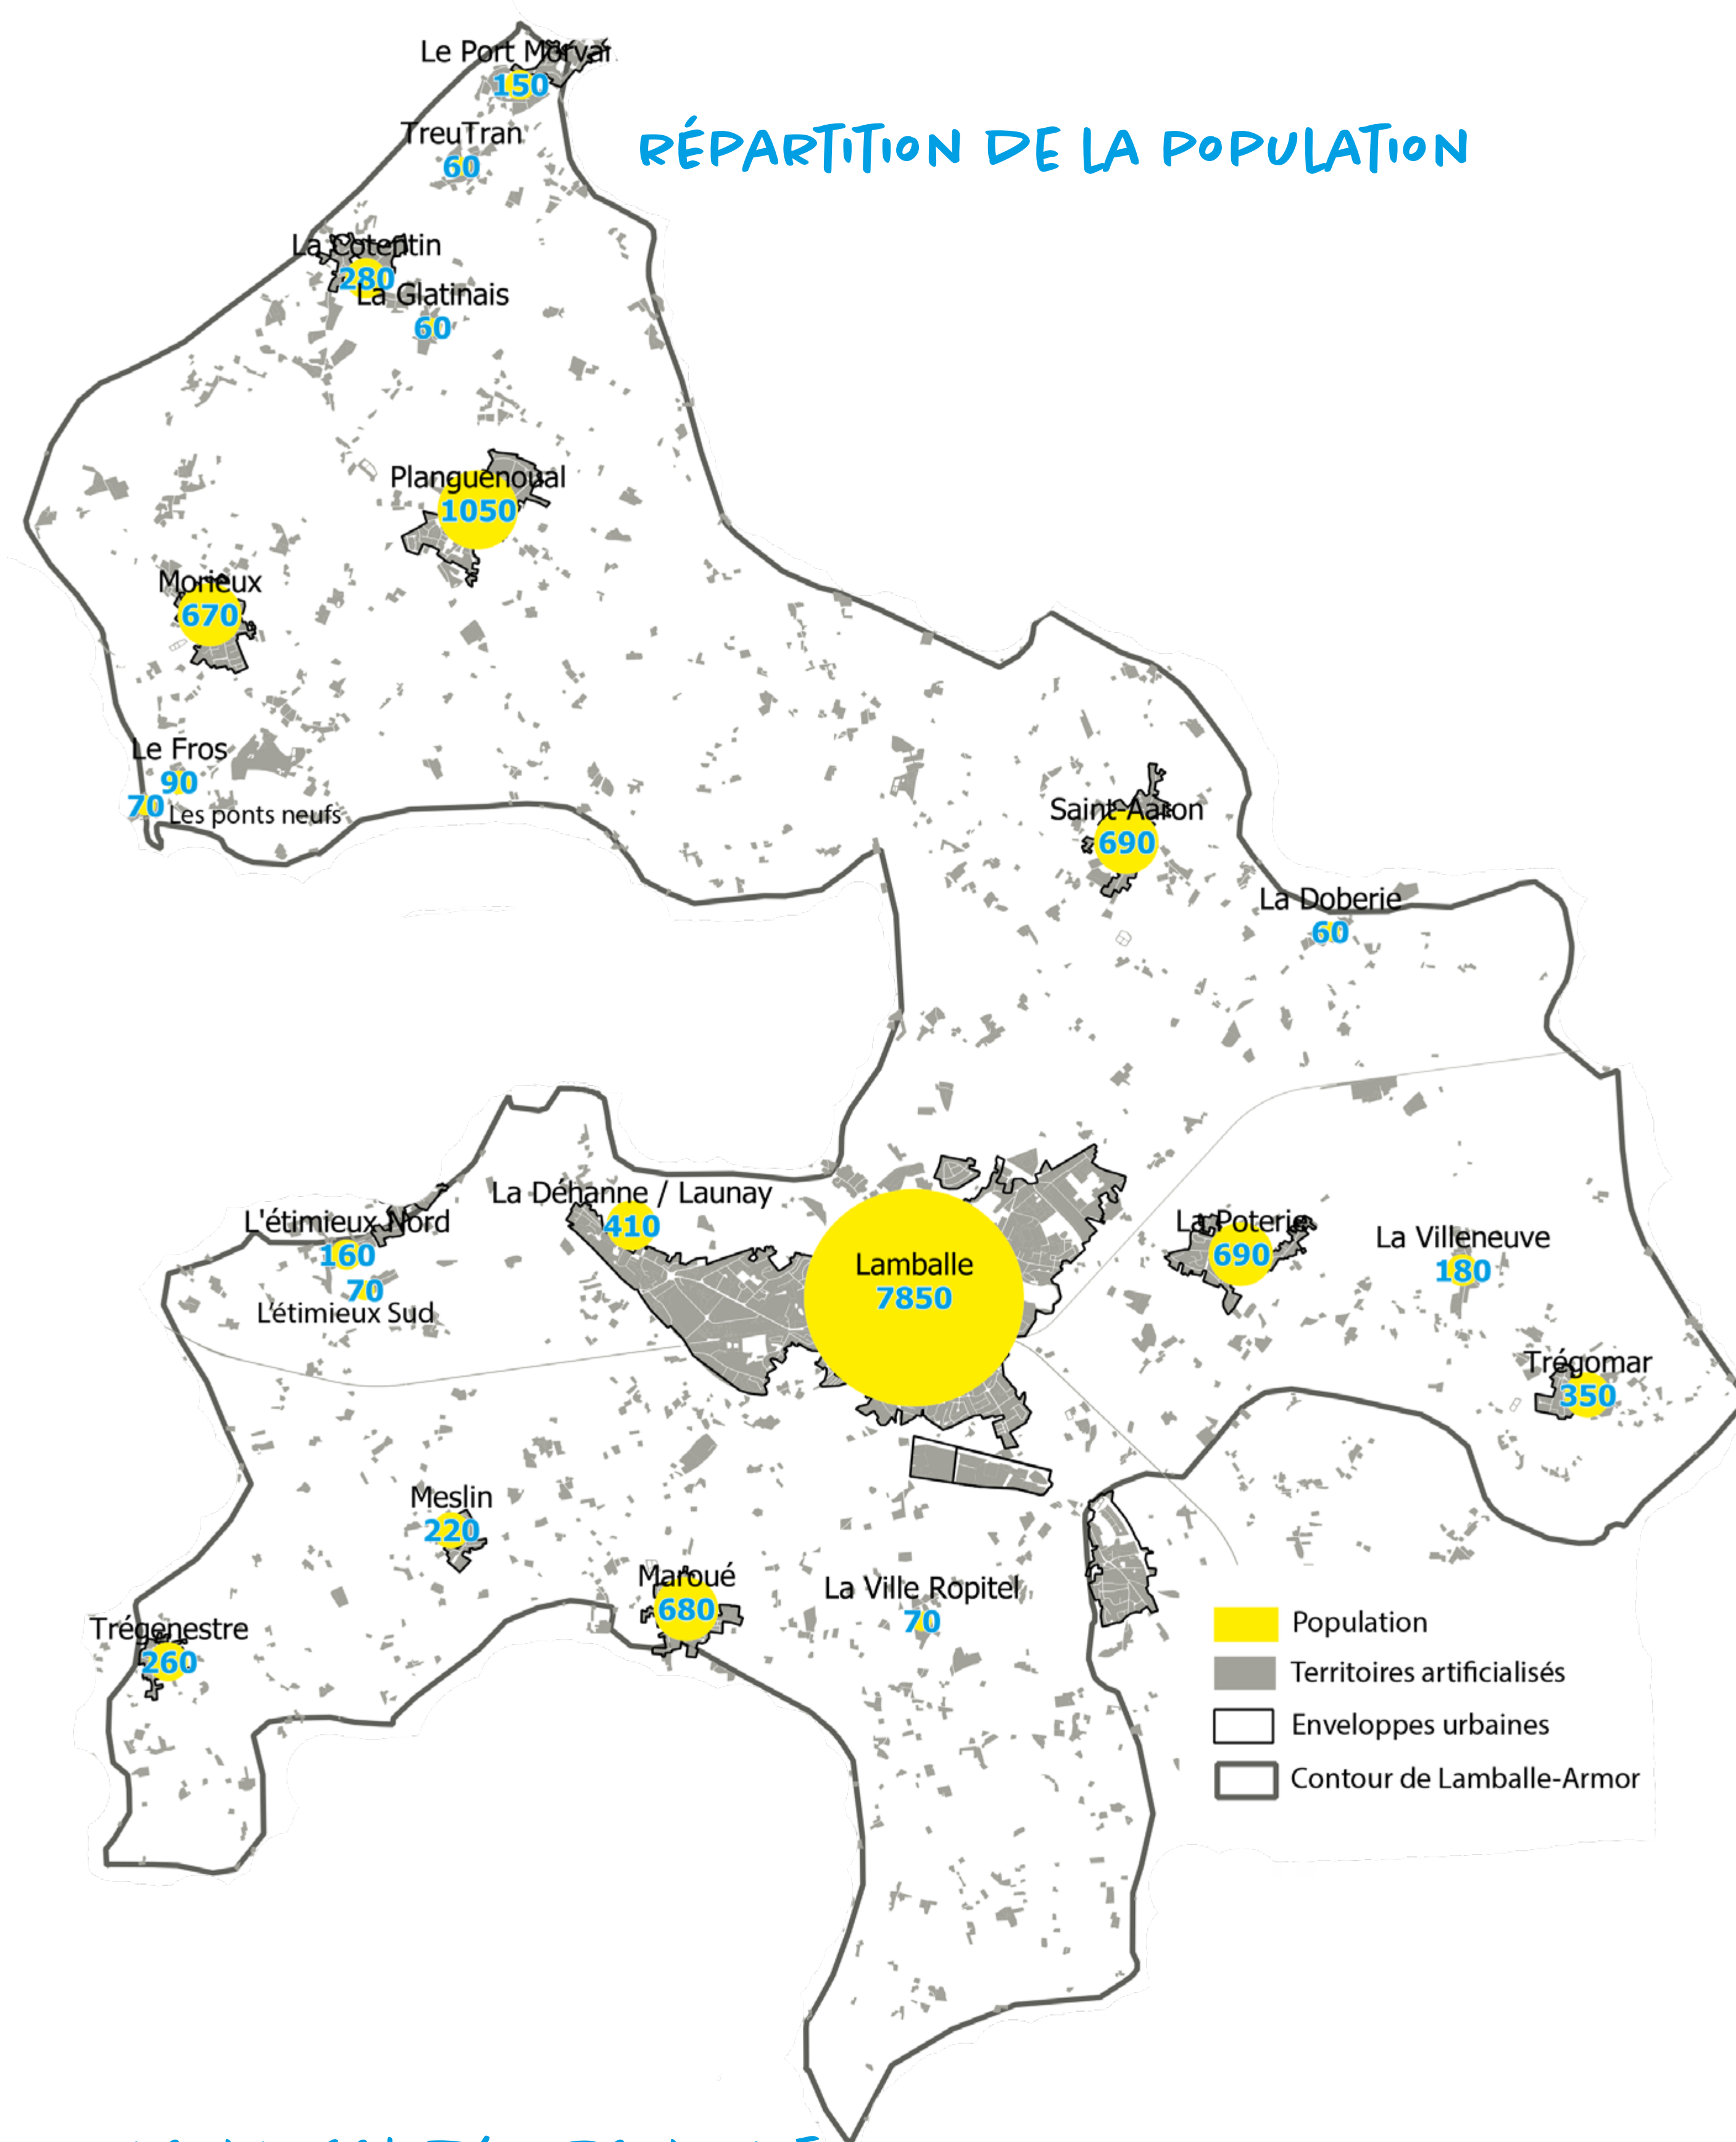 Le Port Morvan
150
RÉPARTITION DE LA POPULATION
TreuTran
60
La Cotentin
280
La Glatinais
60
Planguenoual
1050
Morieux
670
Le Fros
90
70 Les ponts neufs
Saint-Aaron
690
La Doberie
60
La Déhanne / Launay
410
L'étimieux Nord
160
70
L'étimieux Sud
Lamballe
7850
La Poterie
690
La Villeneuve
180
Trégomar
350
Meslin
220
Maroué
680
La Ville Ropitel
70
Trégenestre
260
Population
Territoires artificialisés
Enveloppes urbaines
Contour de Lamballe-Armor